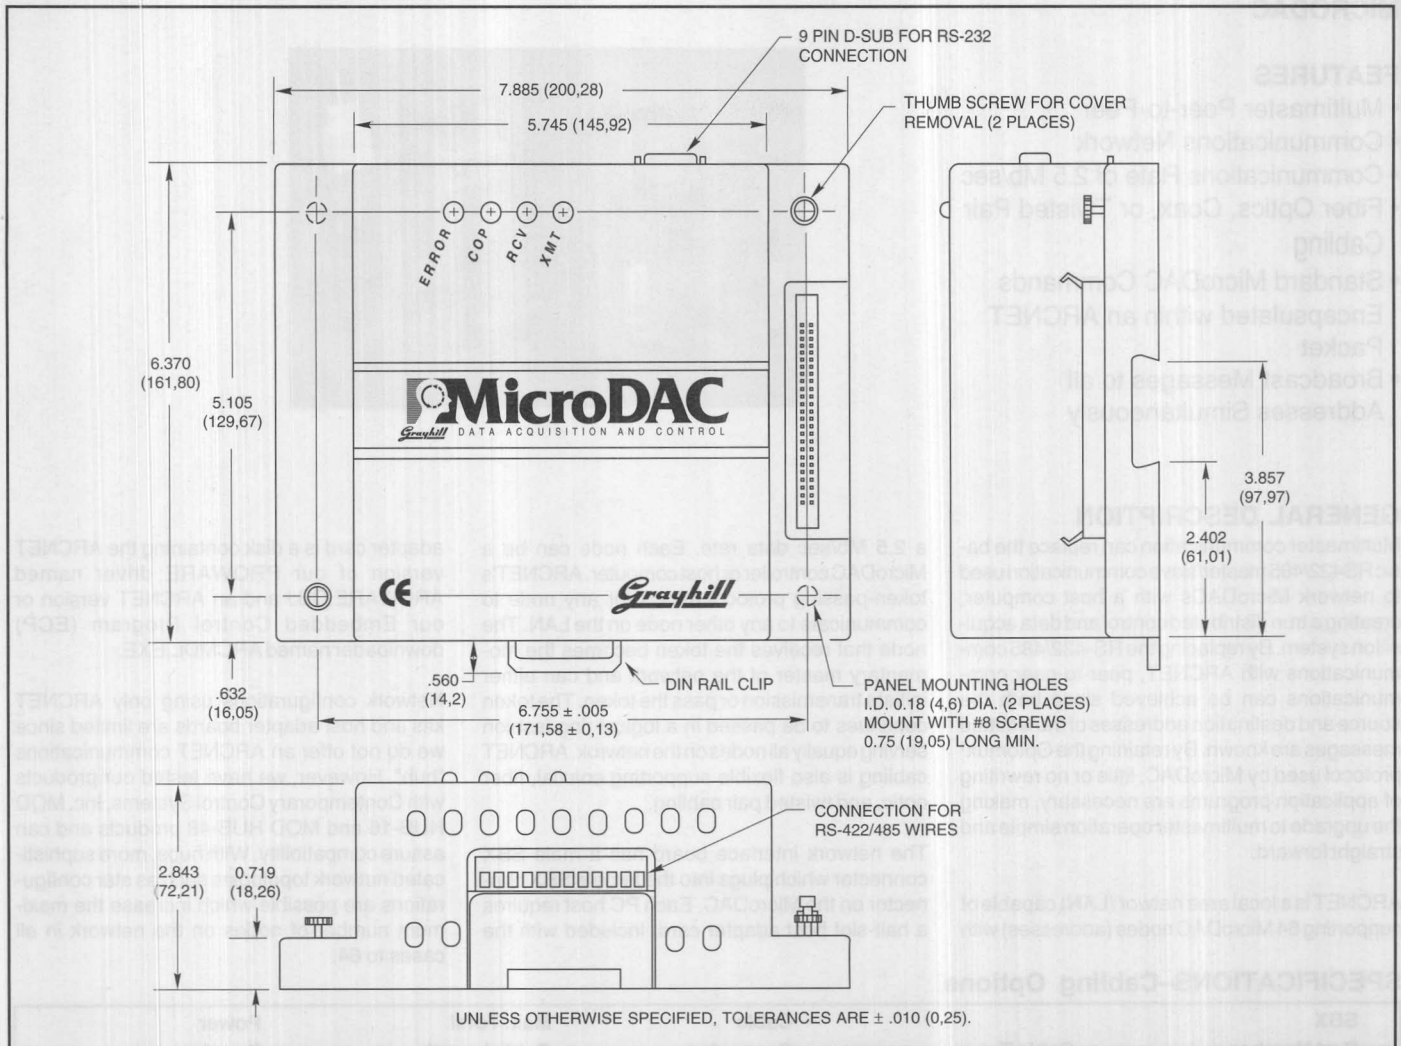 9 PIN D-SUB FOR RS-232
CONNECTION
7.885 (200,28)
THUMB SCREW FOR COVER
REMOVAL (2 PLACES)
5.745 (145,92)
ERROR
COP
RCV
XMT
6.370
(161,80)
5.105
(129,67)
MicroDAC
Grayhill
DATA ACQUISITION AND CONTROL
3.857
(97,97)
2.402
(61,01)
CE
Grayhill
.632
(16,05)
.560
(14,2)
DIN RAIL CLIP
6.755 ± .005
(171,58 ± 0,13)
PANEL MOUNTING HOLES
I.D. 0.18 (4,6) DIA. (2 PLACES)
MOUNT WITH #8 SCREWS
0.75 (19,05) LONG MIN.
CONNECTION FOR
RS-422/485 WIRES
2.843
(72,21)
0.719
(18,26)
UNLESS OTHERWISE SPECIFIED, TOLERANCES ARE ± .010 (0,25).